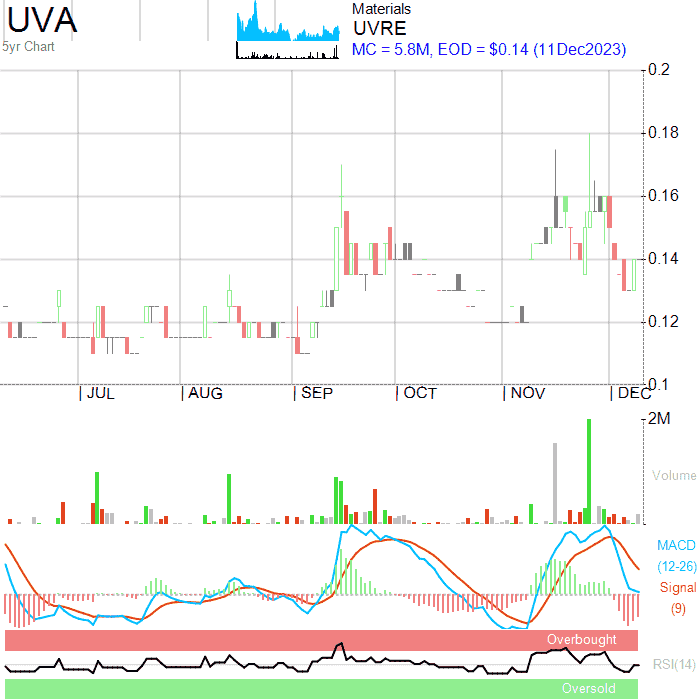 UVA
5yr Chart
Materials
UVRE
MC = 5.8M, EOD = $0.14 (11Dec2023)
0.2
0.18
0.16
0.14
0.12
0.1
JUL AUG SEP OCT NOV DEC
2M
Volume
MACD
(12-26)
Signal
(9)
Overbought
RSI(14)
Oversold